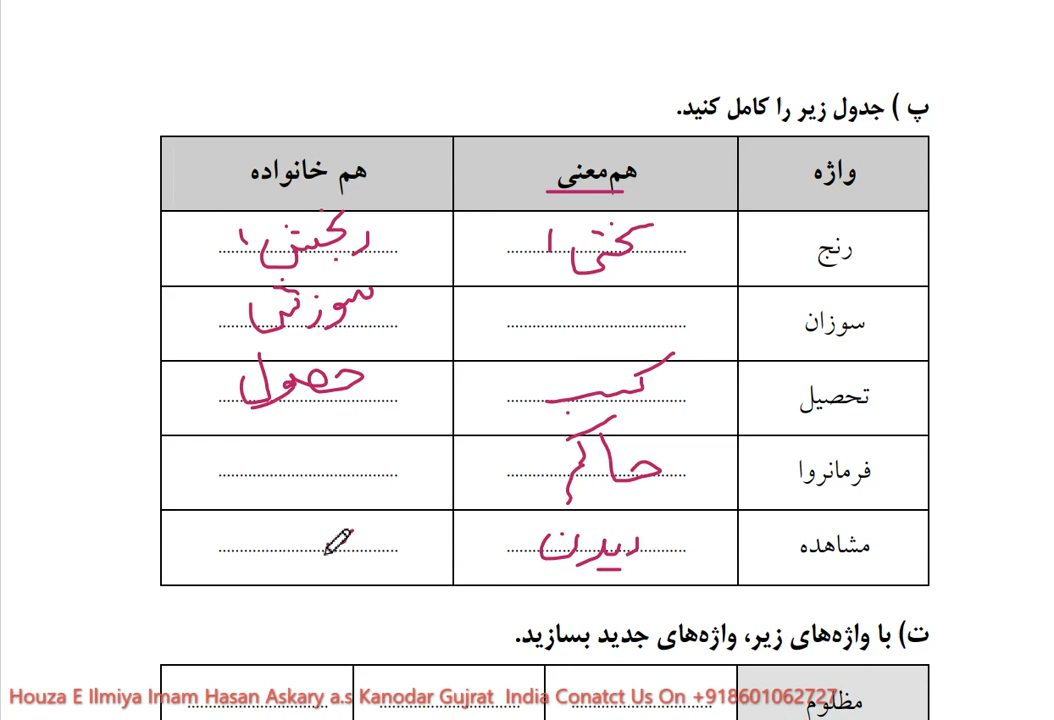 پ ) جدول زیر را کامل کنید.
واژه هم‌معنی هم خانواده
رنج سختی رنجش
سوزان سوزش
تحصیل کسب حصول
فرمانروا حاکم
مشاهده دیدن
ت) با واژه‌های زیر، واژه‌های جدید بسازید.
مظلوم
Houza E Ilmiya Imam Hasan Askary a.s Kanodar Gujrat India Conatct Us On +918601062727